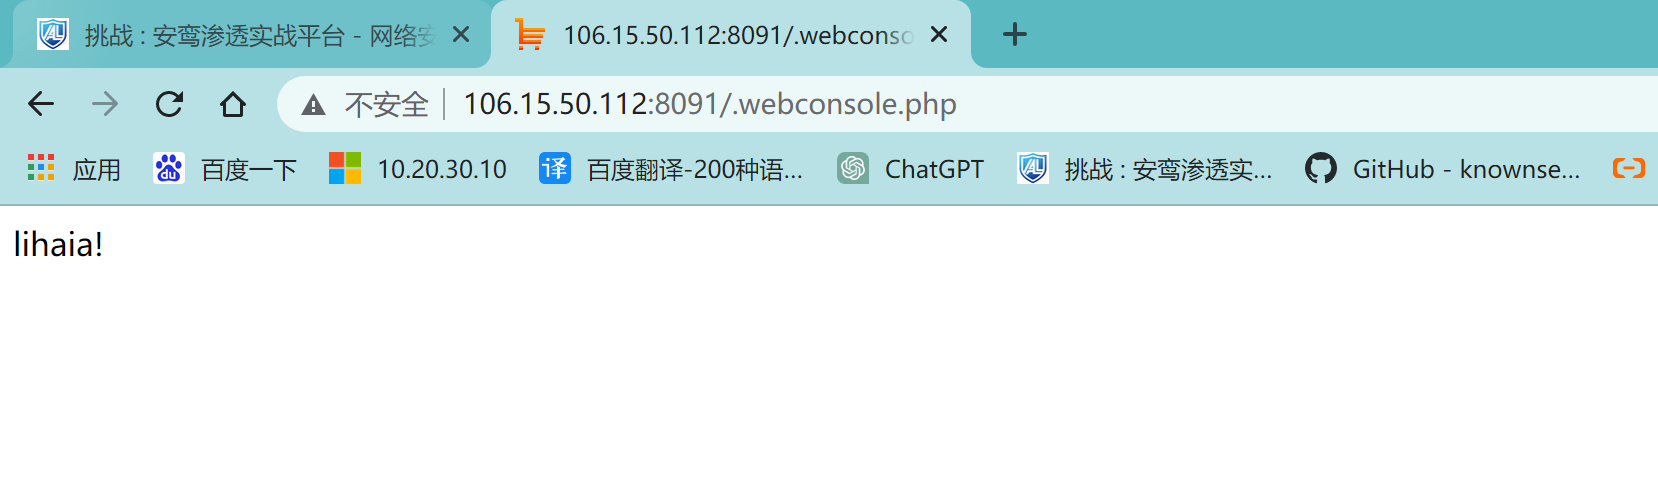 挑战 : 安鸾渗透实战平台 - 网络安
106.15.50.112:8091/.webconso
不安全
106.15.50.112:8091/.webconsole.php
应用
百度一下
10.20.30.10
百度翻译-200种语...
ChatGPT
挑战 : 安鸾渗透实...
GitHub - knownse...
lihaia!